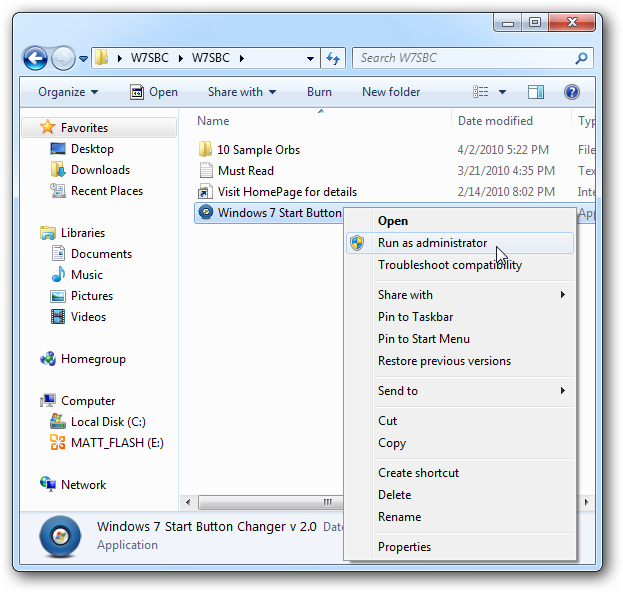 W7SBC W7SBC Search W7SBC
Organize Open Share with Burn New folder
Name Date modified Typ
Favorites
Desktop
Downloads
Recent Places
Libraries
Documents
Music
Pictures
Videos
Homegroup
Computer
Local Disk (C:)
MATT_FLASH (E:)
Network
10 Sample Orbs 4/2/2010 5:22 PM File
Must Read 3/21/2010 4:35 PM Tex
Visit HomePage for details 2/14/2010 8:02 PM Inte
Windows 7 Start Button App
Open
Run as administrator
Troubleshoot compatibility
Share with
Pin to Taskbar
Pin to Start Menu
Restore previous versions
Send to
Cut
Copy
Create shortcut
Delete
Rename
Properties
Windows 7 Start Button Changer v 2.0 Date
Application